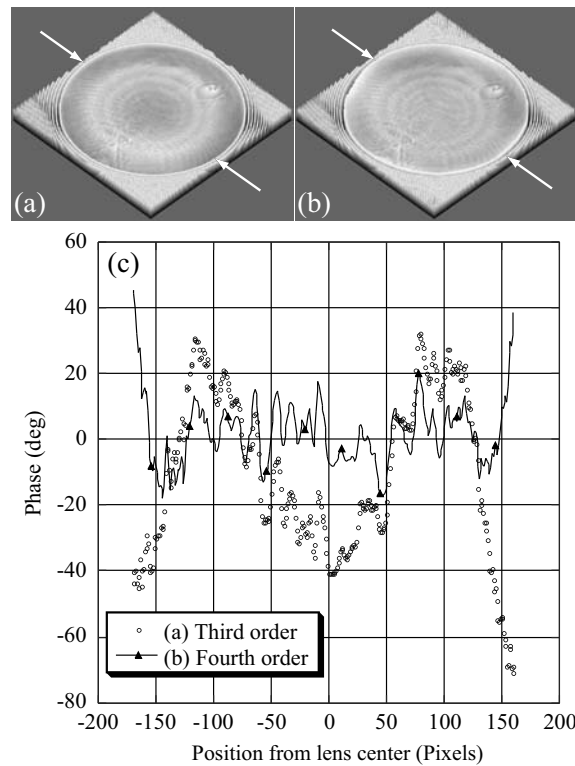 (a)
(b)
(c)
60
40
20
0
-20
-40
-60
-80
Phase (deg)
(a) Third order
(b) Fourth order
-200 -150 -100 -50 0 50 100 150 200
Position from lens center (Pixels)